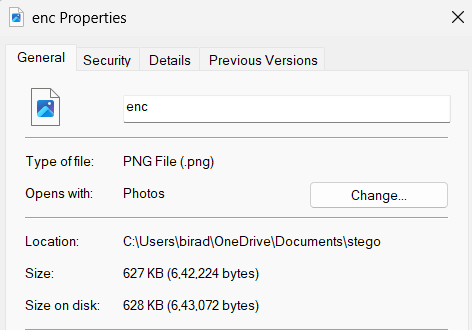 enc Properties
General Security Details Previous Versions
enc
Type of file: PNG File (.png)
Opens with: Photos Change...
Location: C:\Users\birad\OneDrive\Documents\stego
Size: 627 KB (6,42,224 bytes)
Size on disk: 628 KB (6,43,072 bytes)